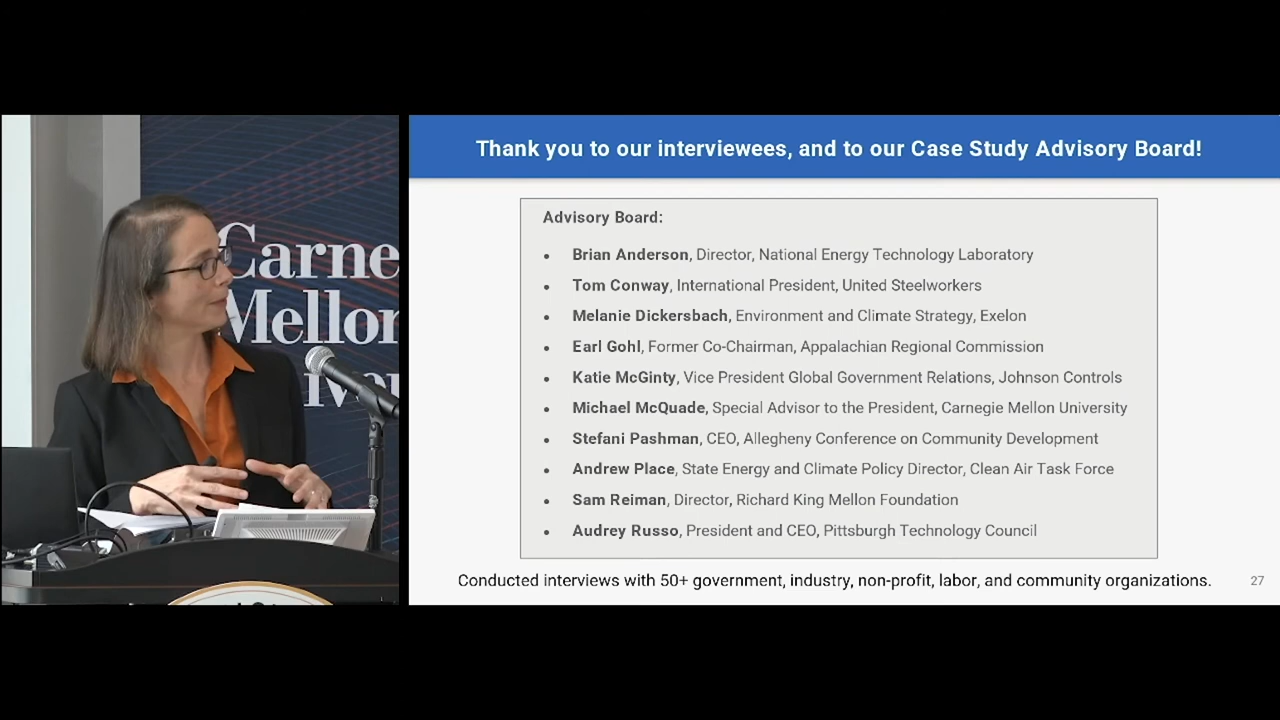 Carne
Mellon
Thank you to our interviewees, and to our Case Study Advisory Board!
Advisory Board:
• Brian Anderson, Director, National Energy Technology Laboratory
• Tom Conway, International President, United Steelworkers
• Melanie Dickersbach, Environment and Climate Strategy, Exelon
• Earl Gohl, Former Co-Chairman, Appalachian Regional Commission
• Katie McGinty, Vice President Global Government Relations, Johnson Controls
• Michael McQuade, Special Advisor to the President, Carnegie Mellon University
• Stefani Pashman, CEO, Allegheny Conference on Community Development
• Andrew Place, State Energy and Climate Policy Director, Clean Air Task Force
• Sam Reiman, Director, Richard King Mellon Foundation
• Audrey Russo, President and CEO, Pittsburgh Technology Council
Conducted interviews with 50+ government, industry, non-profit, labor, and community organizations.
27